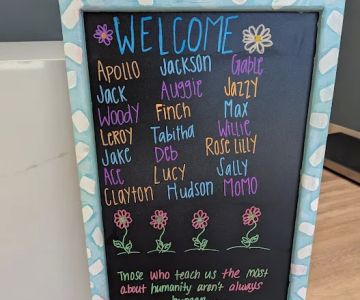 WELCOME
Apollo Jackson Gable
Jack Auggie Jazzy
Woody Finch Max
Leroy Tabitha Willie
Jake Deb Rose Lilly
Ace Lucy Sally
Clayton Hudson MOMO
Those who teach us the most
about humanity aren't always
human